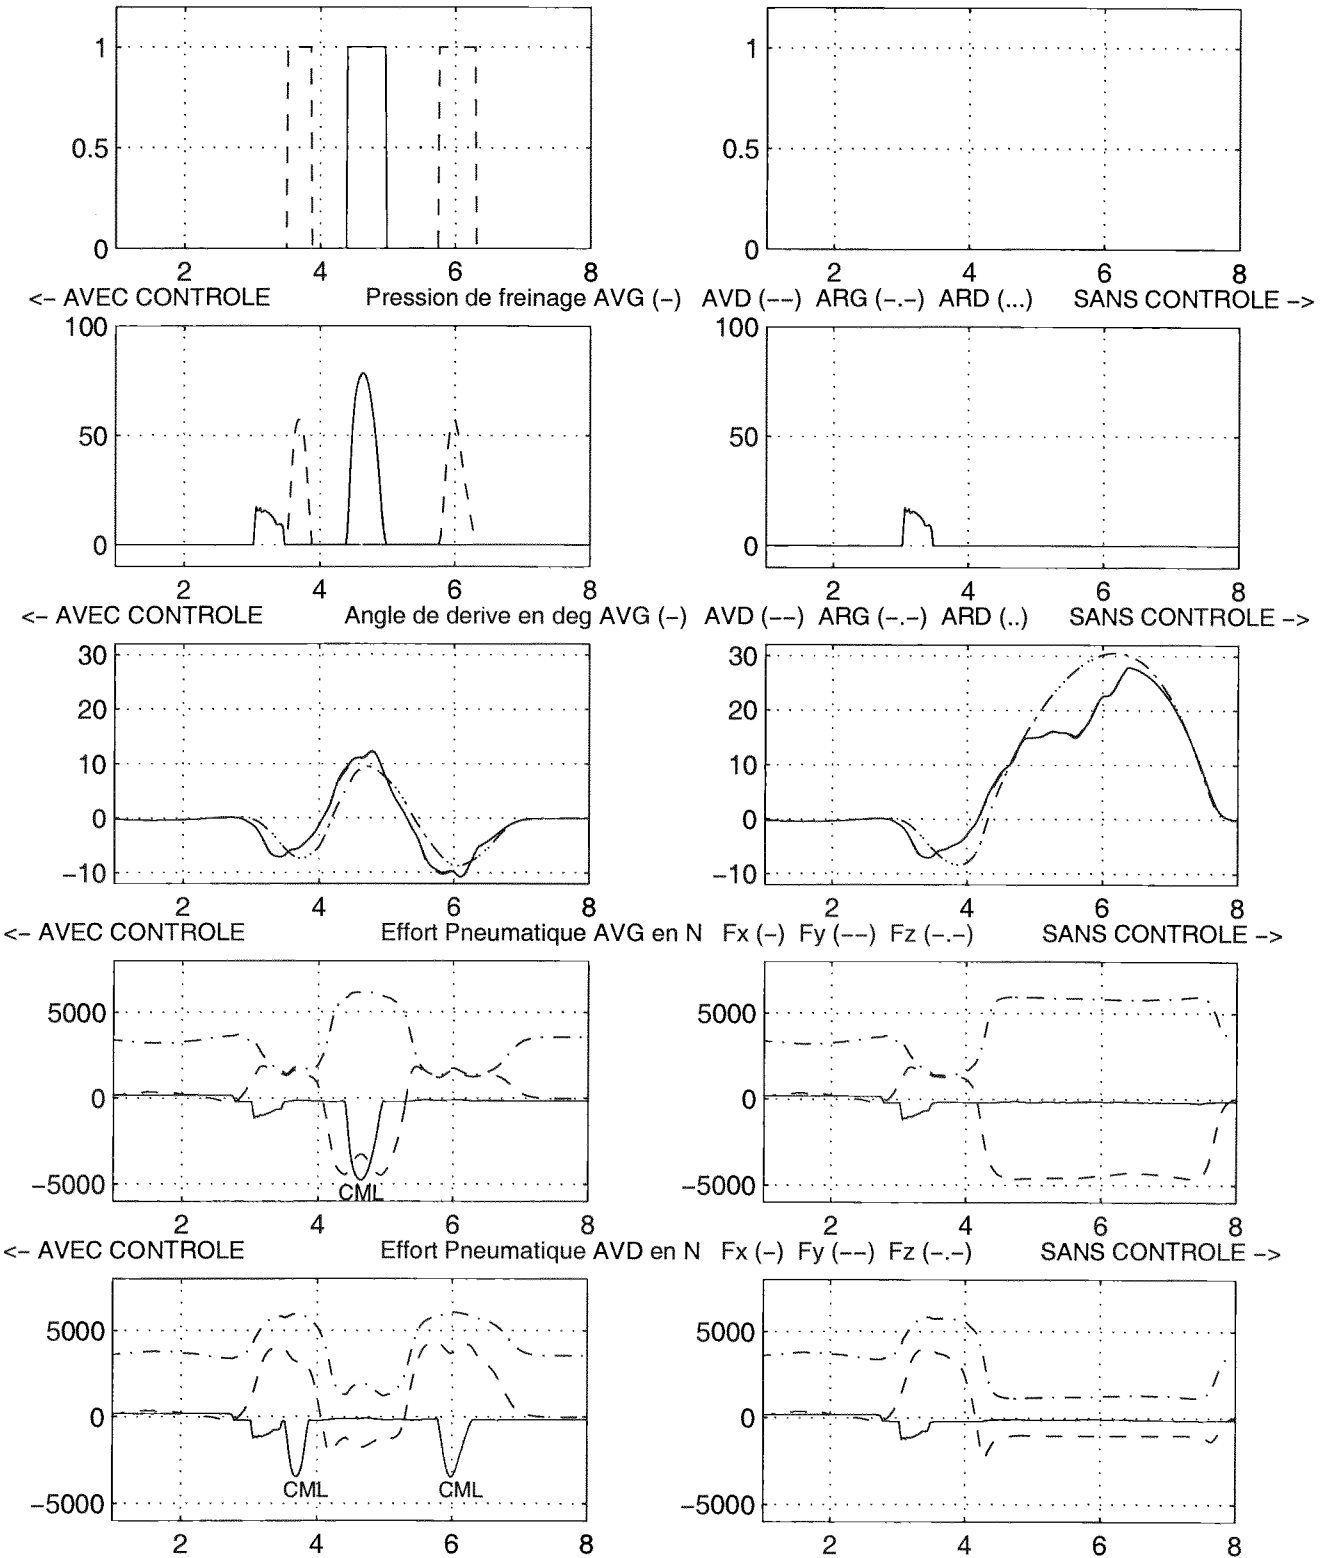 1 1
0.5 0.5
0 0
2 4 6 8 2 4 6 8
<– AVEC CONTROLE Pression de freinage AVG (–) AVD (––) ARG (–.–) ARD (...) SANS CONTROLE –>
100 100
50 50
0 0
2 4 6 8 2 4 6 8
<– AVEC CONTROLE Angle de derive en deg AVG (–) AVD (––) ARG (–.–) ARD (..) SANS CONTROLE –>
30 30
20 20
10 10
0 0
–10 –10
2 4 6 8 2 4 6 8
<– AVEC CONTROLE Effort Pneumatique AVG en N Fx (–) Fy (––) Fz (–.–) SANS CONTROLE –>
5000 5000
0 0
–5000 –5000
CML
2 4 6 8 2 4 6 8
<– AVEC CONTROLE Effort Pneumatique AVD en N Fx (–) Fy (––) Fz (–.–) SANS CONTROLE –>
5000 5000
0 0
CML CML
–5000 –5000
2 4 6 8 2 4 6 8